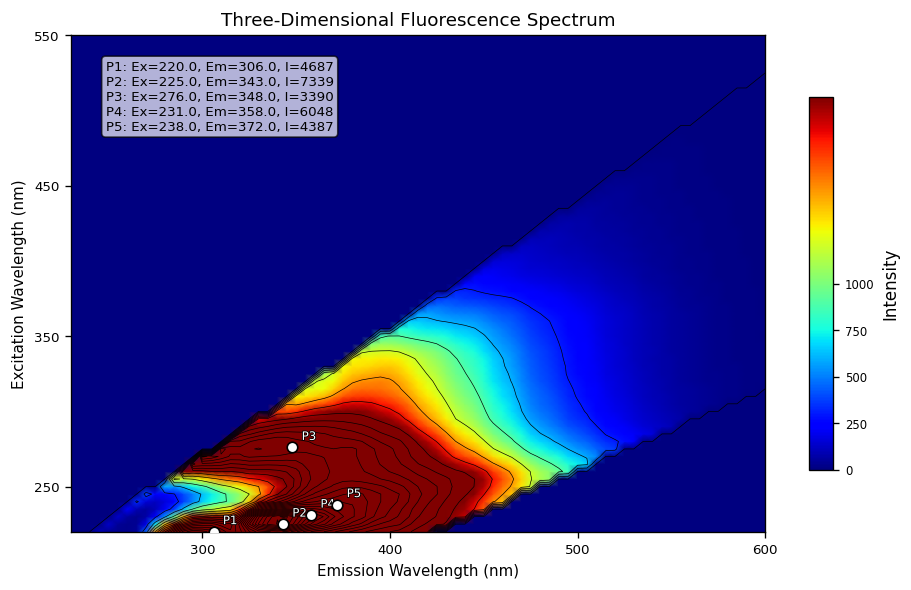 Three-Dimensional Fluorescence Spectrum
550
P1: Ex=220.0, Em=306.0, I=4687
P2: Ex=225.0, Em=343.0, I=7339
P3: Ex=276.0, Em=348.0, I=3390
P4: Ex=231.0, Em=358.0, I=6048
P5: Ex=238.0, Em=372.0, I=4387
450
350
250
Excitation Wavelength (nm)
P3
P5
P4
P2
P1
300
400
500
600
Emission Wavelength (nm)
1000
750
500
250
0
Intensity